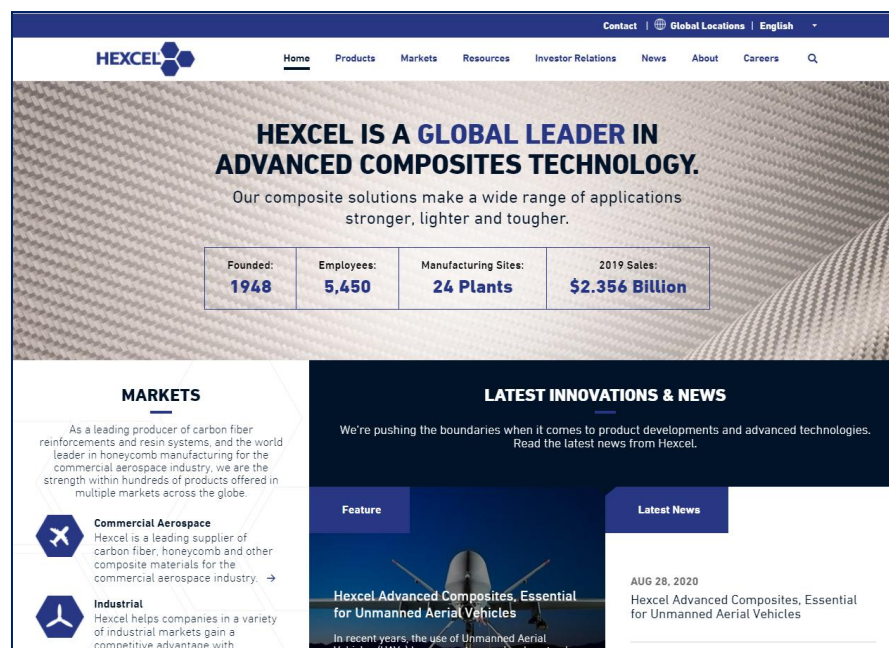 Contact | Global Locations | English
HEXCEL
Home Products Markets Resources Investor Relations News About Careers
HEXCEL IS A GLOBAL LEADER IN
ADVANCED COMPOSITES TECHNOLOGY.
Our composite solutions make a wide range of applications
stronger, lighter and tougher.
Founded: Employees: Manufacturing Sites: 2019 Sales:
1948 5,450 24 Plants $2.356 Billion
MARKETS
As a leading producer of carbon fiber
reinforcements and resin systems, and the world
leader in honeycomb manufacturing for the
commercial aerospace industry, we are the
strength within hundreds of products offered in
multiple markets across the globe.
Commercial Aerospace
Hexcel is a leading supplier of
carbon fiber, honeycomb and other
composite materials for the
commercial aerospace industry. →
Industrial
Hexcel helps companies in a variety
of industrial markets gain a
competitive advantage with
LATEST INNOVATIONS & NEWS
We're pushing the boundaries when it comes to product developments and advanced technologies.
Read the latest news from Hexcel.
Feature
Hexcel Advanced Composites, Essential
for Unmanned Aerial Vehicles
In recent years, the use of Unmanned Aerial
Latest News
AUG 28, 2020
Hexcel Advanced Composites, Essential
for Unmanned Aerial Vehicles